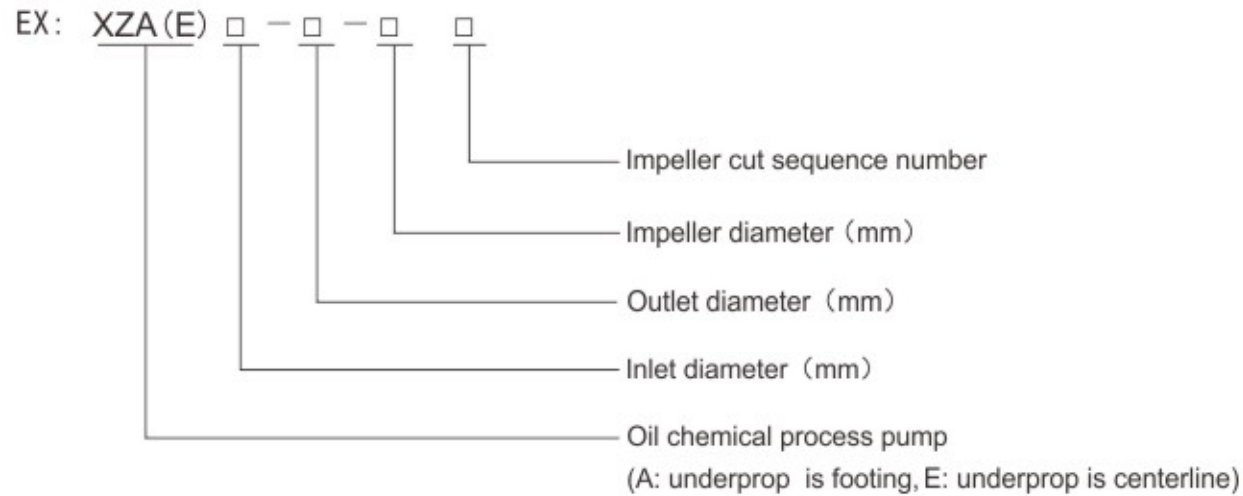 EX: XZA(E) □ - □ - □ □
Impeller cut sequence number
Impeller diameter (mm)
Outlet diameter (mm)
Inlet diameter (mm)
Oil chemical process pump
(A: underprop is footing, E: underprop is centerline)